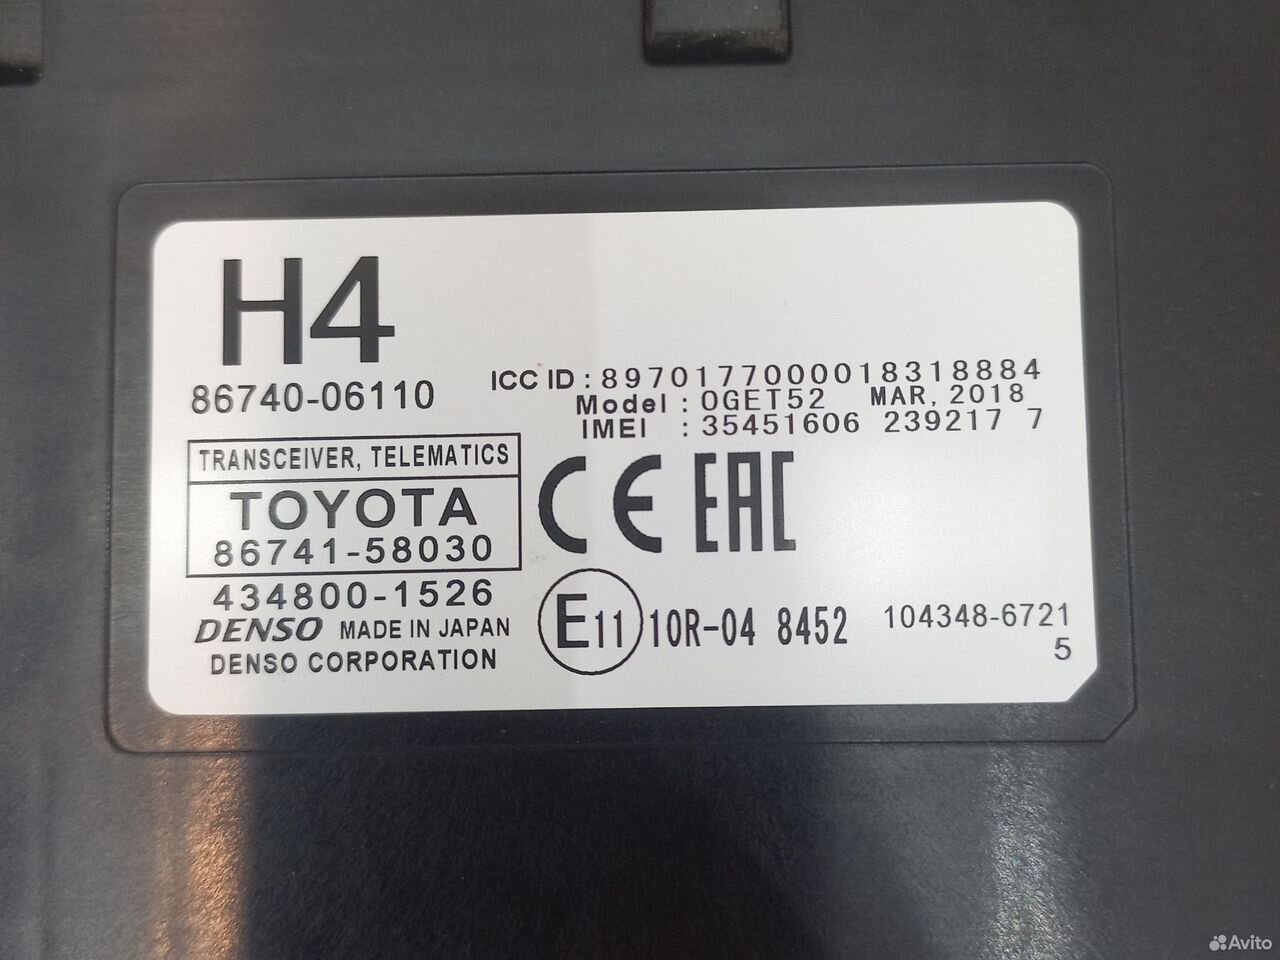 H4
86740-06110
ICC ID : 8970177000018318884
Model : 0GET52 MAR, 2018
IMEI : 35451606 239217 7
TRANSCEIVER, TELEMATICS
TOYOTA
86741-58030
CE EAC
434800-1526
DENSO MADE IN JAPAN
DENSO CORPORATION
E11 10R-04 8452
104348-6721
5
Avito